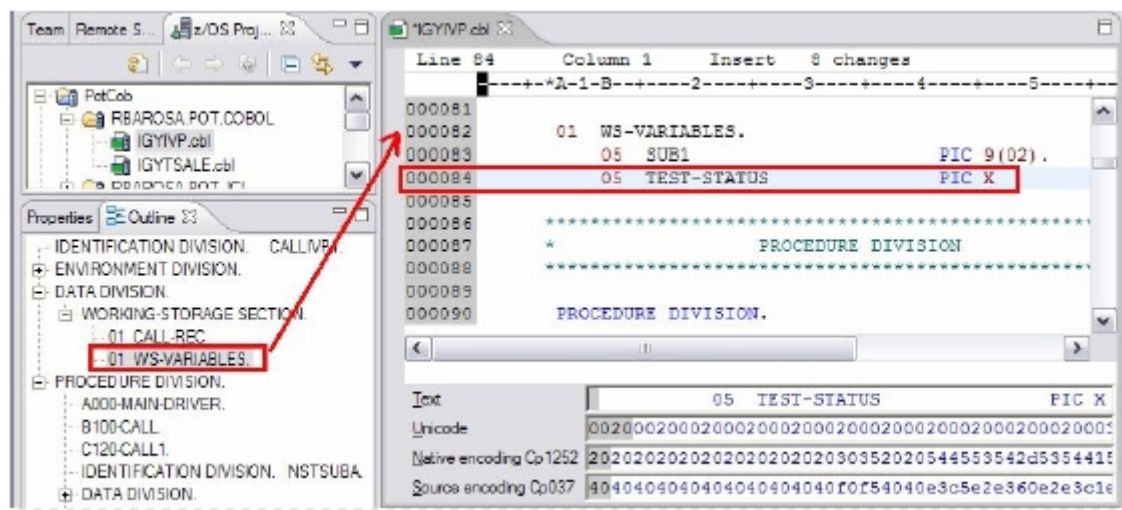 Team Remote S... z/OS Proj...
PotCob
RBAROSA.POT.COBOL
IGYIVP.cbl
IGYTSALE.cbl
RBAROSA.POT.JCL
Properties Outline
IDENTIFICATION DIVISION. CALLIVP1.
ENVIRONMENT DIVISION.
DATA DIVISION.
WORKING-STORAGE SECTION.
01 CALL-REC
01 WS-VARIABLES.
PROCEDURE DIVISION.
A000-MAIN-DRIVER.
B100-CALL.
C120-CALL1.
IDENTIFICATION DIVISION. NSTSUBA.
DATA DIVISION.
*IGYIVP.cbl
Line 84 Column 1 Insert 8 changes
----+-*A-1-B--+----2----+----3----+----4----+----5----+--
000081
000082 01 WS-VARIABLES.
000083 05 SUB1 PIC 9(02).
000084 05 TEST-STATUS PIC X
000085
000086 *************************************************
000087 * PROCEDURE DIVISION
000088 *************************************************
000089
000090 PROCEDURE DIVISION.
Text 05 TEST-STATUS PIC X
Unicode
Native encoding Cp1252
Source encoding Cp037